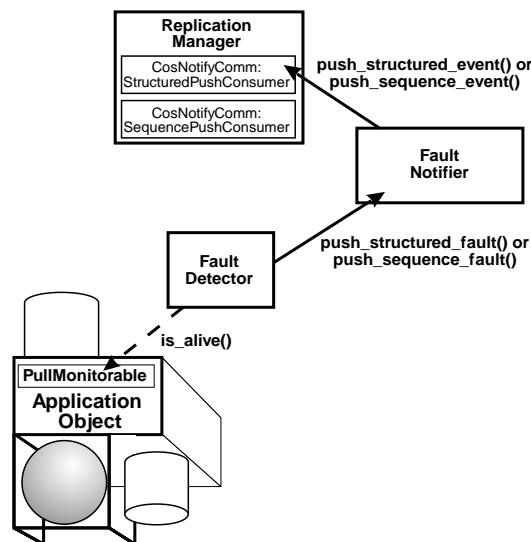 Replication
Manager
CosNotifyComm:
StructuredPushConsumer
CosNotifyComm:
SequencePushConsumer
push_structured_event() or
push_sequence_event()
Fault
Notifier
push_structured_fault() or
push_sequence_fault()
Fault
Detector
is_alive()
PullMonitorable
Application
Object